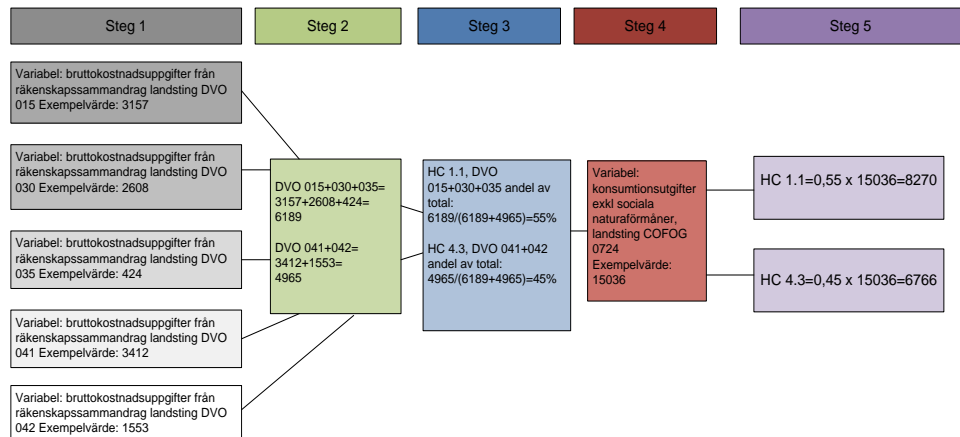 Steg 1
Steg 2
Steg 3
Steg 4
Steg 5
Variabel: bruttokostnadsuppgifter från
räkenskapssammandrag landsting DVO
015 Exempelvärde: 3157
Variabel: bruttokostnadsuppgifter från
räkenskapssammandrag landsting DVO
030 Exempelvärde: 2608
Variabel: bruttokostnadsuppgifter från
räkenskapssammandrag landsting DVO
035 Exempelvärde: 424
Variabel: bruttokostnadsuppgifter från
räkenskapssammandrag landsting DVO
041 Exempelvärde: 3412
Variabel: bruttokostnadsuppgifter från
räkenskapssammandrag landsting DVO
042 Exempelvärde: 1553
DVO 015+030+035=
3157+2608+424=
6189
DVO 041+042=
3412+1553=
4965
HC 1.1, DVO
015+030+035 andel av
total:
6189/(6189+4965)=55%
HC 4.3, DVO 041+042
andel av total:
4965/(6189+4965)=45%
Variabel:
konsumtionsutgifter
exkl sociala
naturaförmåner,
landsting COFOG
0724
Exempelvärde:
15036
HC 1.1=0,55 x 15036=8270
HC 4.3=0,45 x 15036=6766